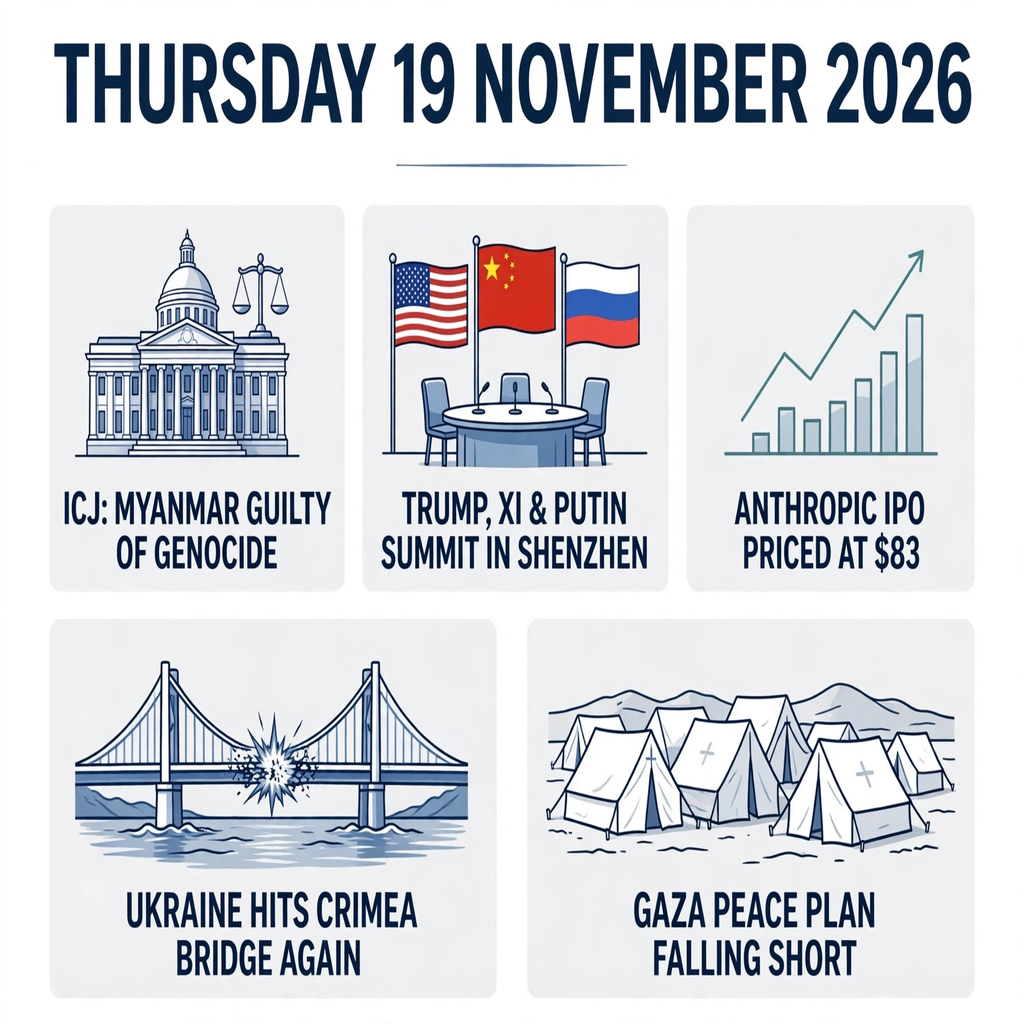 THURSDAY 19 NOVEMBER 2026
ICJ: MYANMAR GUILTY
OF GENOCIDE
TRUMP, XI & PUTIN
SUMMIT IN SHENZHEN
ANTHROPIC IPO
PRICED AT $83
UKRAINE HITS CRIMEA
BRIDGE AGAIN
GAZA PEACE PLAN
FALLING SHORT